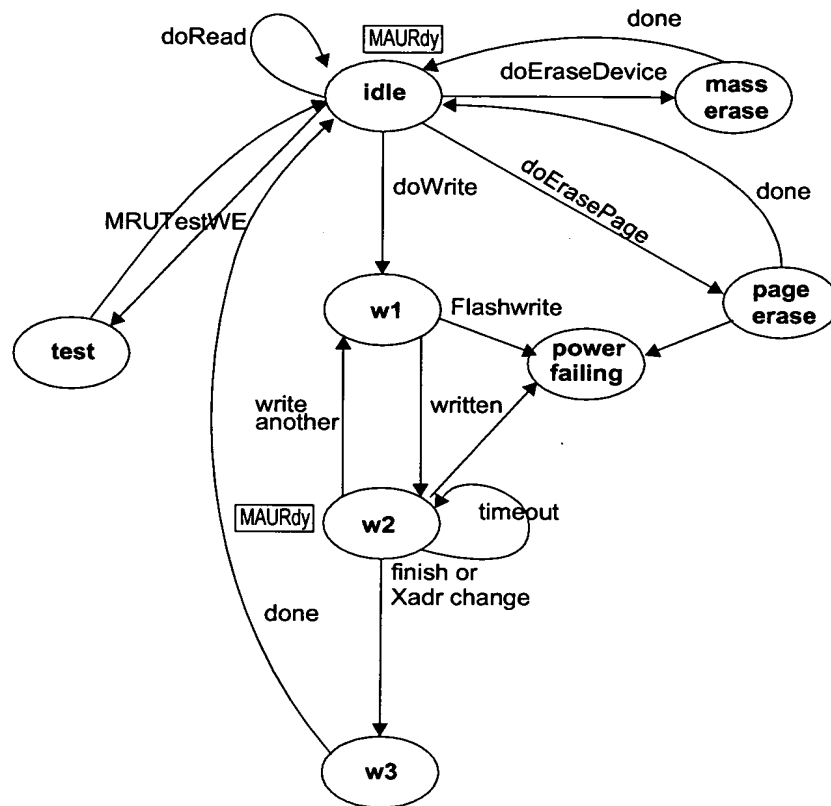 done
doRead
MAURdy
idle
doEraseDevice
mass
erase
doWrite
doErasePage
done
MRUTestWE
w1
Flashwrite
page
erase
test
power
failing
write
another
written
MAURdy
w2
timeout
finish or
Xadr change
done
w3